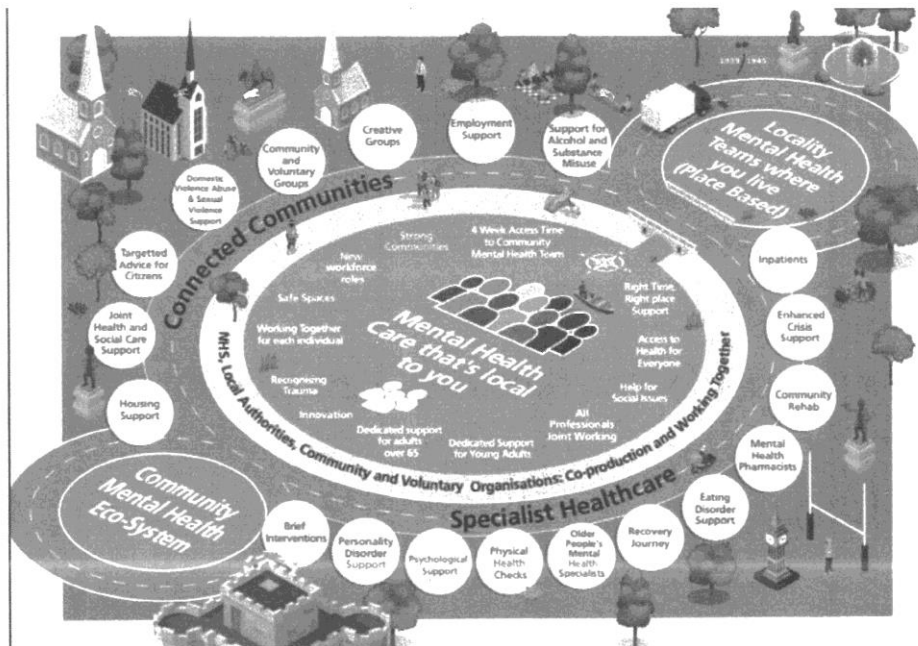 1939 1945
Locality
Mental Health
Teams where
you live
(Place Based)
Connected Communities
Employment
Support
Support for
Alcohol and
Substance
Misuse
Creative
Groups
Community
and
Voluntary
Groups
Domestic
Violence Abuse
& Sexual
Violence
Support
Targetted
Advice for
Citizens
Joint
Health and
Social Care
Support
Housing
Support
Inpatients
Enhanced
Crisis
Support
Community
Rehab
Mental
Health
Pharmacists
Eating
Disorder
Support
Recovery
Journey
Older
People's
Mental
Health
Specialists
Physical
Health
Checks
Psychological
Support
Personality
Disorder
Support
Brief
Interventions
Specialist Healthcare
Community
Mental Health
Eco-System
NHS, Local Authorities, Community and Voluntary Organisations: Co-production and Working Together
Strong
Communities
4 Week Access Time
to Community
Mental Health Team
New
workforce
roles
Safe Spaces
Right Time,
Right place
Support
Working Together
for each individual
Mental Health
Care that's local
to you
Access to
Health for
Everyone
Recognising
Trauma
Help for
Social Issues
Innovation
All
Professionals
Joint Working
Dedicated support
for adults
over 65
Dedicated Support
for Young Adults